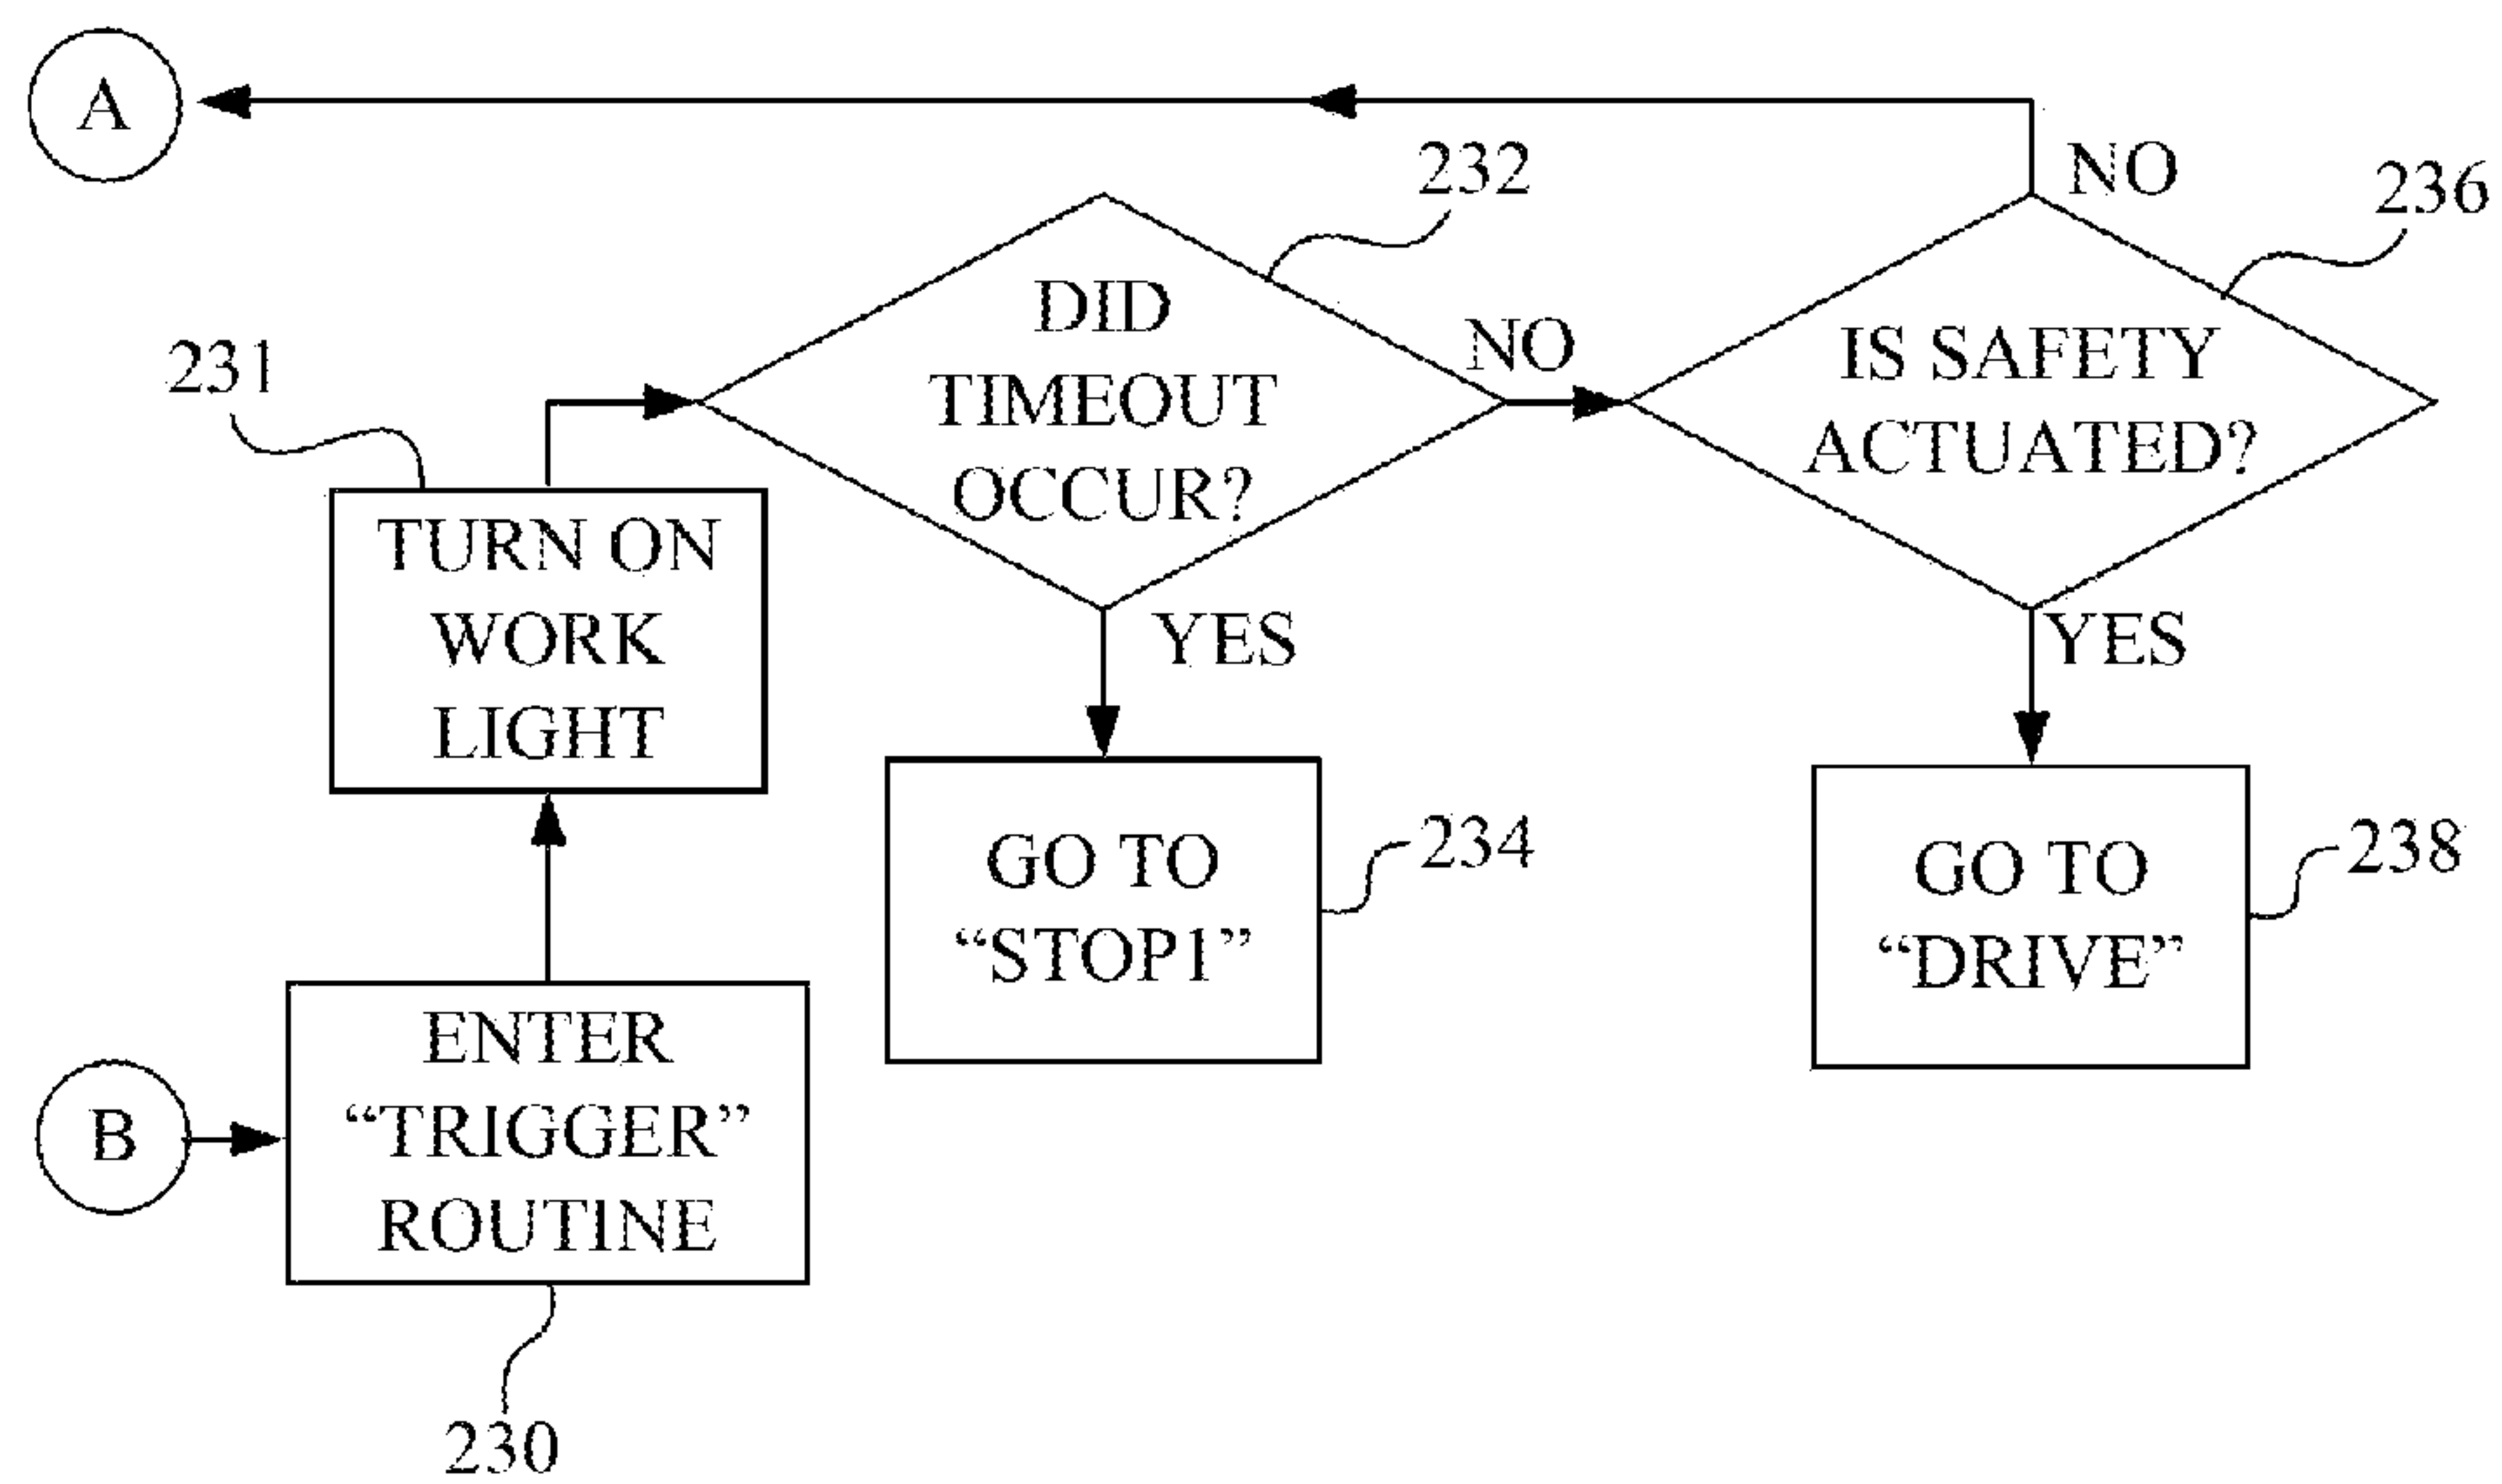 A
232
NO
236
DID
TIMEOUT
OCCUR?
NO
IS SAFETY
ACTUATED?
231
TURN ON
WORK
LIGHT
YES
YES
GO TO
“STOP1”
234
GO TO
“DRIVE”
238
B
ENTER
“TRIGGER”
ROUTINE
230